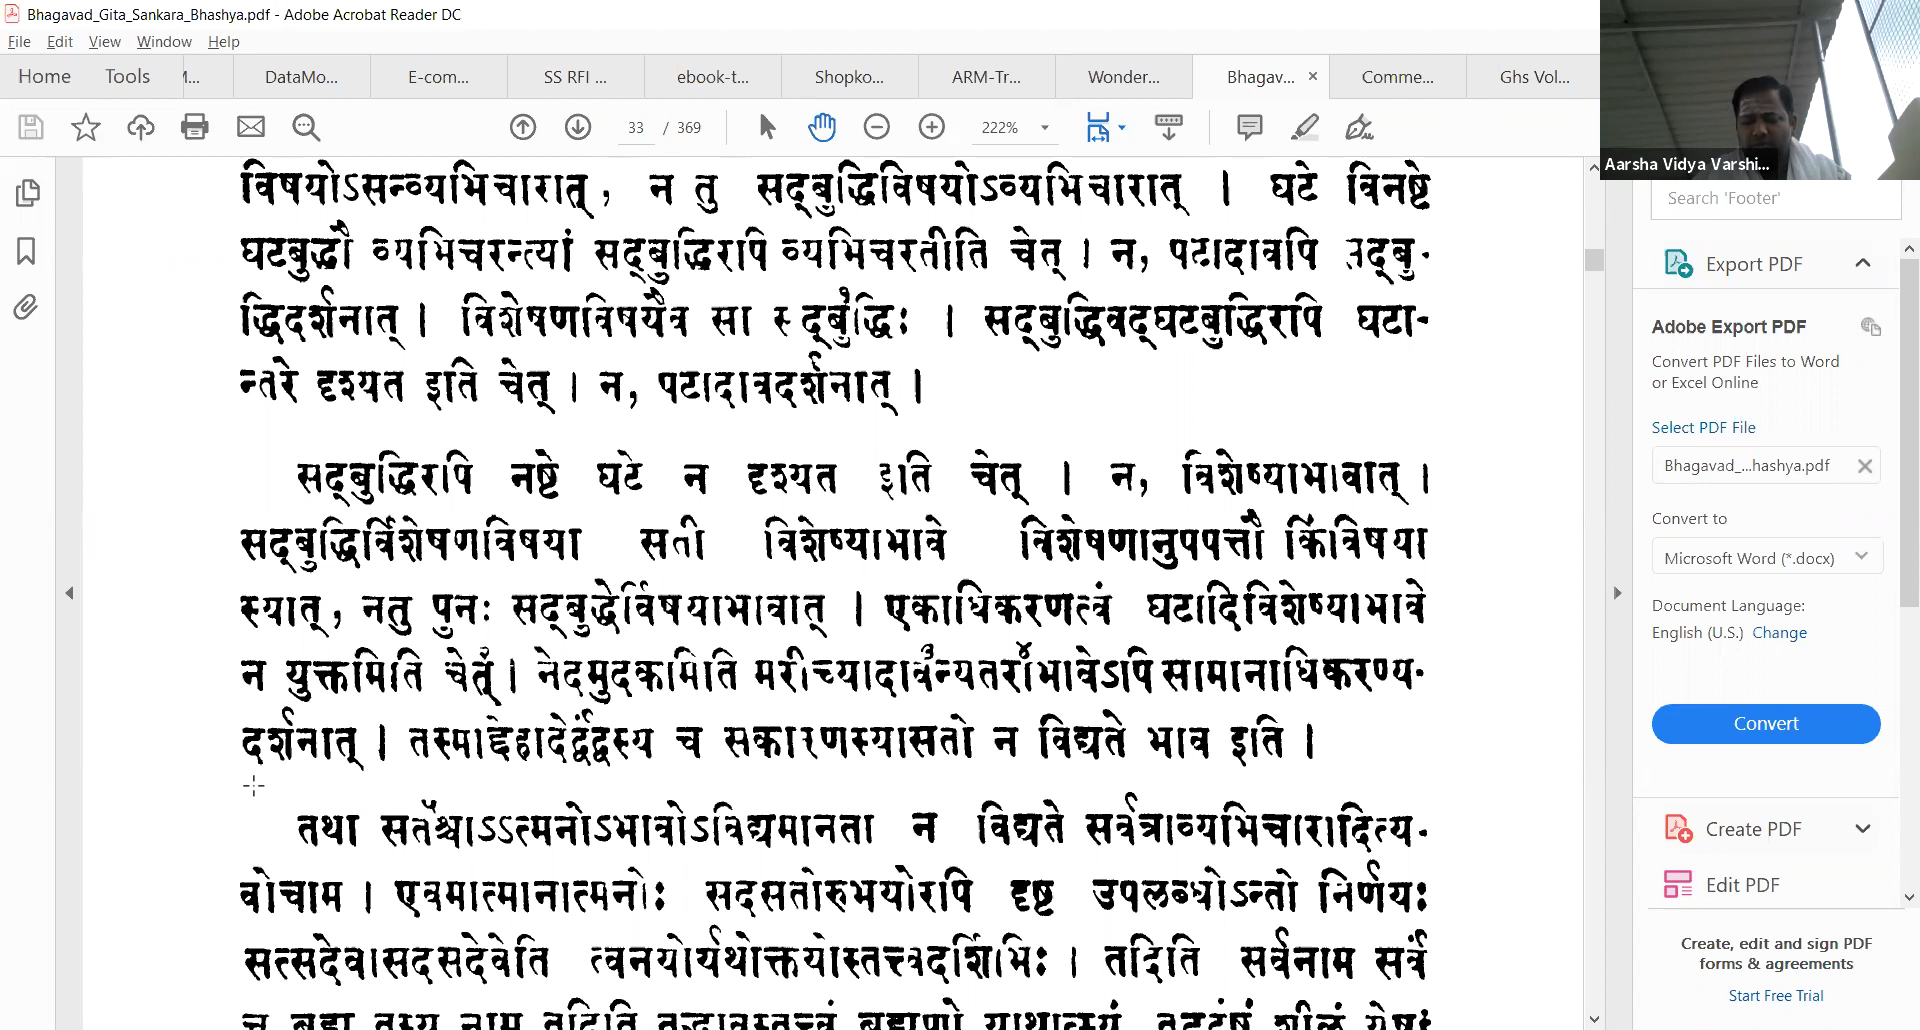 Bhagavad_Gita_Sankara_Bhashya.pdf - Adobe Acrobat Reader DC
File Edit View Window Help
Home Tools M... DataMo... E-com... SS RFI ... ebook-t... Shopko... ARM-Tr... Wonder... Bhagav... × Comme... Ghs Vol...
33 / 369 222%
Aarsha Vidya Varshi...
विषयोऽसन्व्यभिचारात्, न तु सद्बुद्धिविषयोऽव्यभिचारात् । घटे विनष्टे
घटबुद्धौ व्यभिचरन्त्यां सद्बुद्धिरपि व्यभिचरतीति चेत् । न, पटादावपि सद्बु-
द्धिदर्शनात् । विशेषणविषयैव सा सद्बुद्धिः । सद्बुद्धिवद्घटबुद्धिरपि घटा-
न्तरे दृश्यत इति चेत् । न, पटादावदर्शनात् ।
सद्बुद्धिरपि नष्टे घटे न दृश्यत इति चेत् । न, विशेष्याभावात् ।
सद्बुद्धिर्विशेषणविषया सती विशेष्याभावे विशेषणानुपपत्तौ किंविषया
स्यात्, नतु पुनः सद्बुद्धेर्विषयाभावात् । एकाधिकरणत्वं घटादिविशेष्याभावे
न युक्तमिति चेत् । नेदमुदकमिति मरीच्यादावन्यतराभावेऽपि सामानाधिकरण्य-
दर्शनात् । तस्माद्देहादेर्द्वंद्वस्य च सकारणस्यासतो न विद्यते भाव इति ।
तथा सतश्चाऽऽत्मनोऽभावोऽविद्यमानता न विद्यते सर्वत्राव्यभिचारादित्य-
वोचाम । एवमात्मानात्मनोः सदसतोरुभयोरपि दृष्ट उपलब्धोऽन्तो निर्णयः
सत्सदेवासदसदेवेति त्वनयोर्यथोक्तयोस्तत्त्वदर्शिभिः । तदिति सर्वनाम सर्वं
Search 'Footer'
Export PDF
Adobe Export PDF
Convert PDF Files to Word
or Excel Online
Select PDF File
Bhagavad_...hashya.pdf
Convert to
Microsoft Word (*.docx)
Document Language:
English (U.S.) Change
Convert
Create PDF
Edit PDF
Create, edit and sign PDF
forms & agreements
Start Free Trial